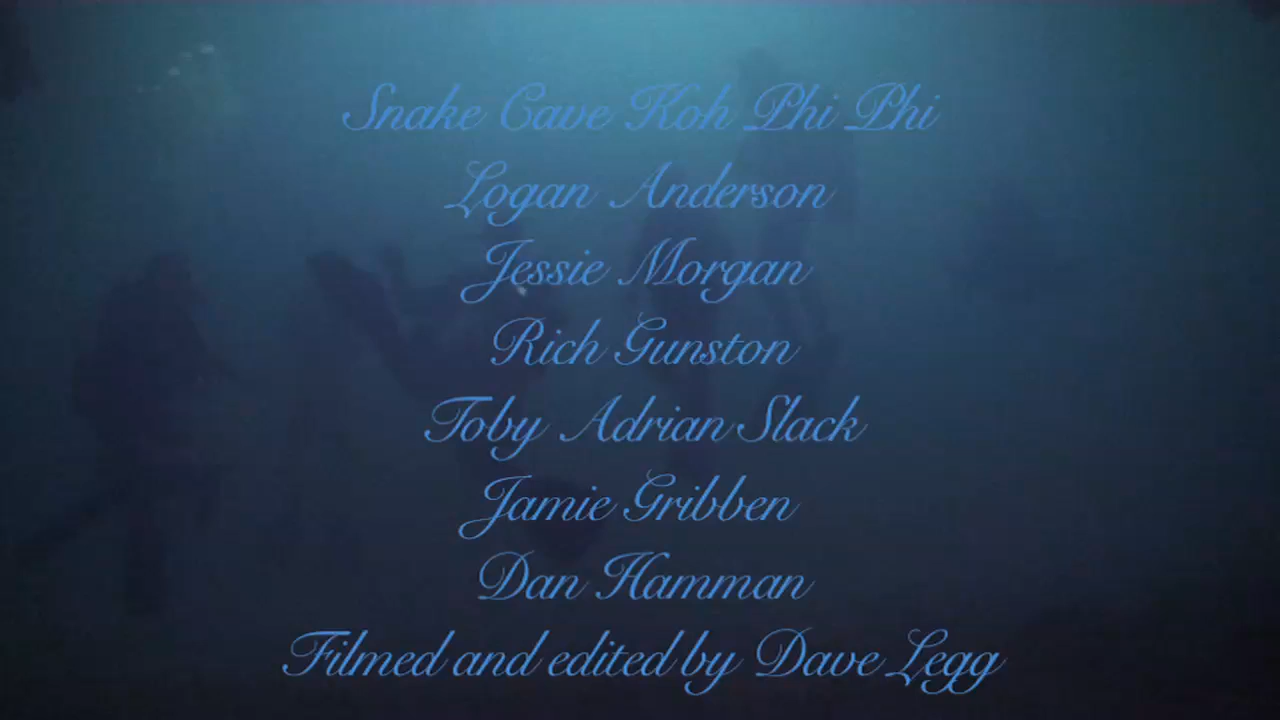 Snake Cave Koh Phi Phi
Logan Anderson
Jessie Morgan
Rich Gunston
Toby Adrian Slack
Jamie Gribben
Dan Hamman
Filmed and edited by Dave Legg